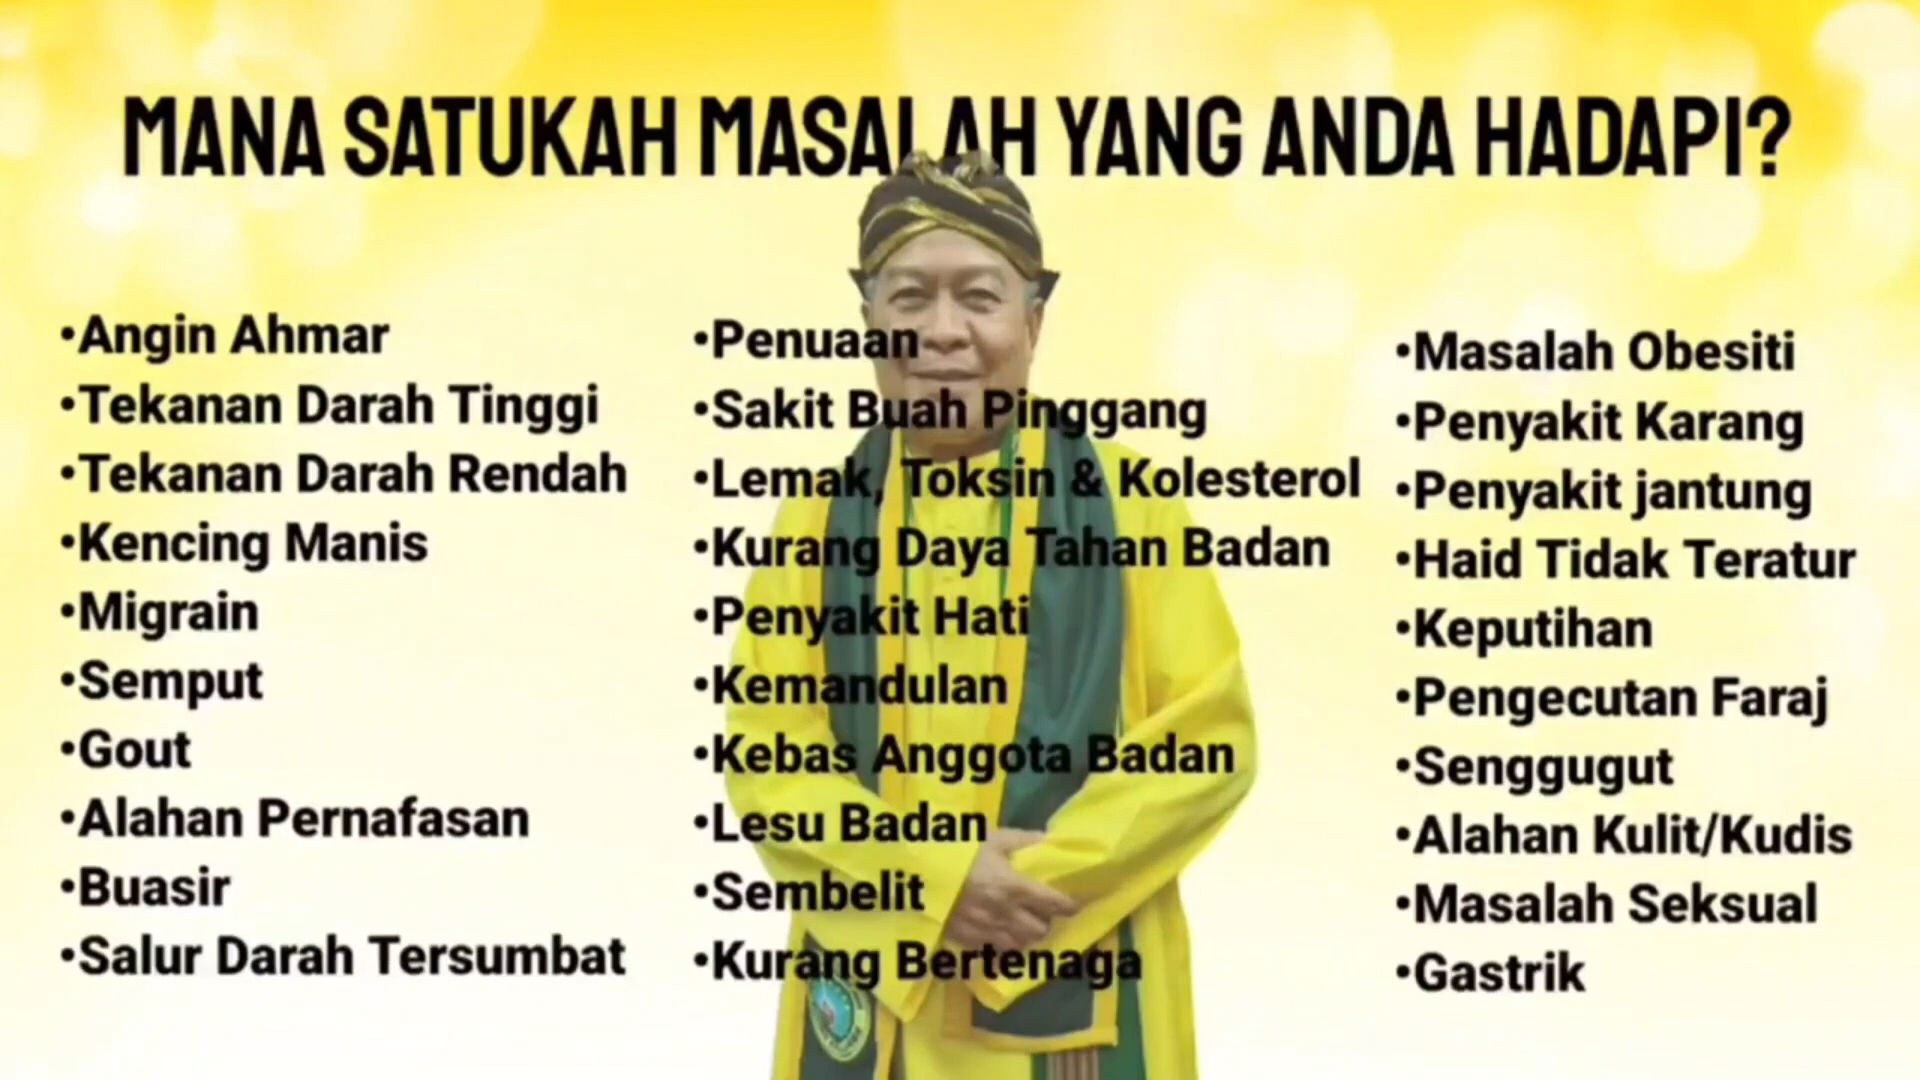 MANA SATUKAH MASALAH YANG ANDA HADAPI?
•Angin Ahmar
•Tekanan Darah Tinggi
•Tekanan Darah Rendah
•Kencing Manis
•Migrain
•Semput
•Gout
•Alahan Pernafasan
•Buasir
•Salur Darah Tersumbat
•Penuaan
•Sakit Buah Pinggang
•Lemak, Toksin & Kolesterol
•Kurang Daya Tahan Badan
•Penyakit Hati
•Kemandulan
•Kebas Anggota Badan
•Lesu Badan
•Sembelit
•Kurang Bertenaga
•Masalah Obesiti
•Penyakit Karang
•Penyakit jantung
•Haid Tidak Teratur
•Keputihan
•Pengecutan Faraj
•Senggugut
•Alahan Kulit/Kudis
•Masalah Seksual
•Gastrik